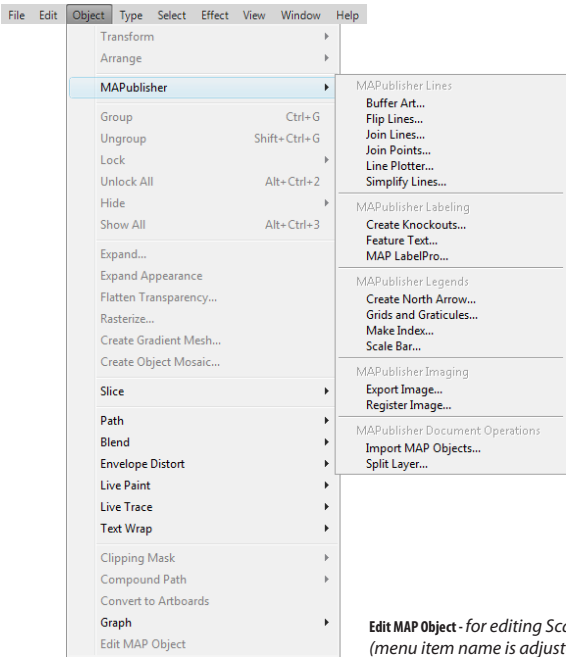 File Edit Object Type Select Effect View Window Help
Transform
Arrange
MAPublisher
Group Ctrl+G
Ungroup Shift+Ctrl+G
Lock
Unlock All Alt+Ctrl+2
Hide
Show All Alt+Ctrl+3
Expand...
Expand Appearance
Flatten Transparency...
Rasterize...
Create Gradient Mesh...
Create Object Mosaic...
Slice
Path
Blend
Envelope Distort
Live Paint
Live Trace
Text Wrap
Clipping Mask
Compound Path
Convert to Artboards
Graph
Edit MAP Object
MAPublisher Lines
Buffer Art...
Flip Lines...
Join Lines...
Join Points...
Line Plotter...
Simplify Lines...
MAPublisher Labeling
Create Knockouts...
Feature Text...
MAP LabelPro...
MAPublisher Legends
Create North Arrow...
Grids and Graticules...
Make Index...
Scale Bar...
MAPublisher Imaging
Export Image...
Register Image...
MAPublisher Document Operations
Import MAP Objects...
Split Layer...
Edit MAP Object - for editing Sca
(menu item name is adjust